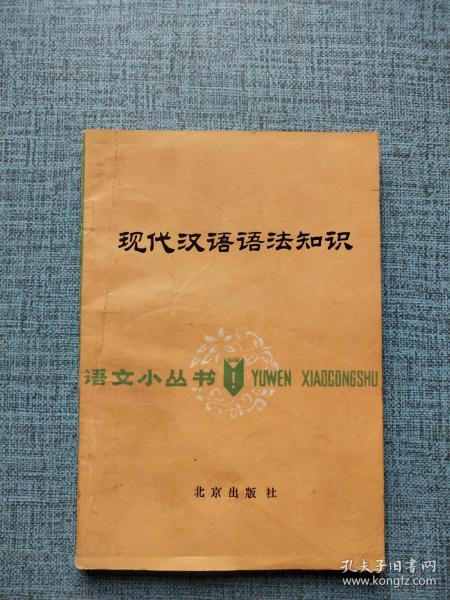 现代汉语语法知识
语文小丛书 YUWEN XIAOCONGSHU
北京出版社
孔夫子旧书网
www.kongfz.com